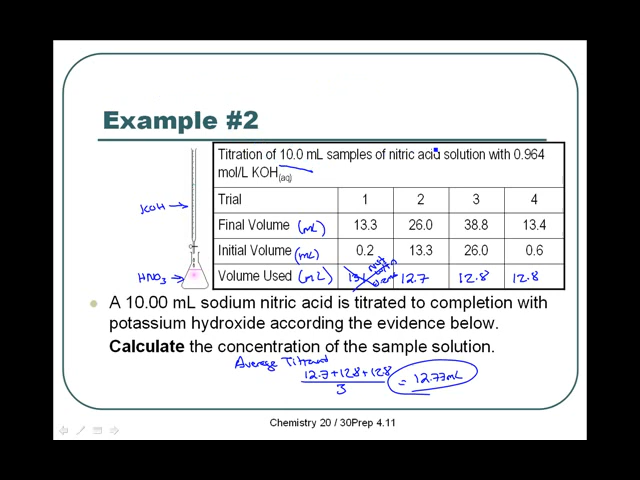 Example #2
Titration of 10.0 mL samples of nitric acid solution with 0.964
mol/L KOH(aq)
Trial 1 2 3 4
Final Volume (mL) 13.3 26.0 38.8 13.4
Initial Volume (mL) 0.2 13.3 26.0 0.6
Volume Used (mL) 13.1 12.7 12.8 12.8
KOH →
HNO3 →
A 10.00 mL sodium nitric acid is titrated to completion with
potassium hydroxide according the evidence below.
Calculate the concentration of the sample solution.
Average Titrant
12.7 + 12.8 + 12.8
3
= 12.77mL
Chemistry 20 / 30Prep 4.11